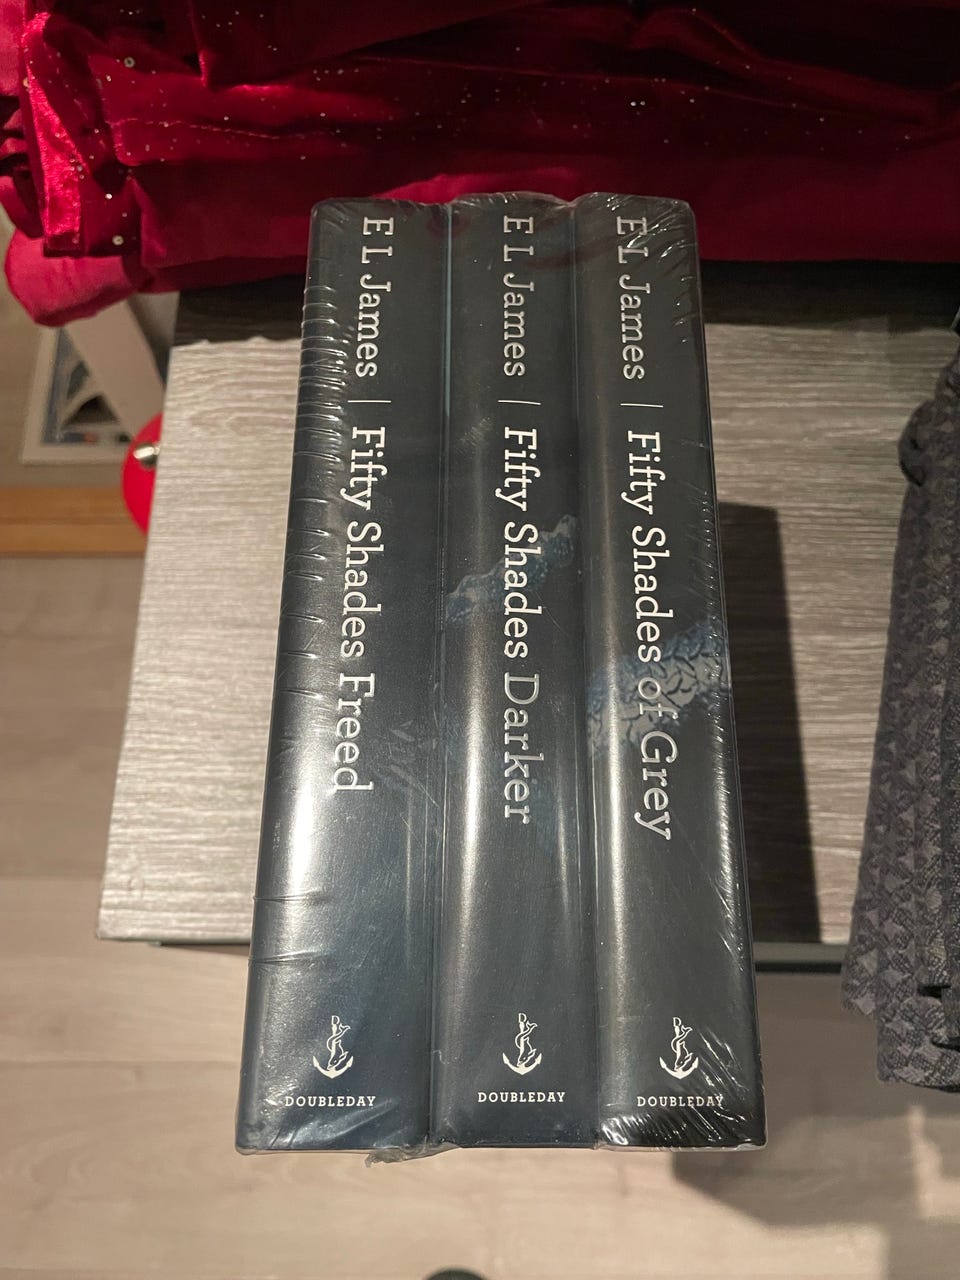 E L James | Fifty Shades Freed
DOUBLEDAY
E L James | Fifty Shades Darker
DOUBLEDAY
E L James | Fifty Shades of Grey
DOUBLEDAY